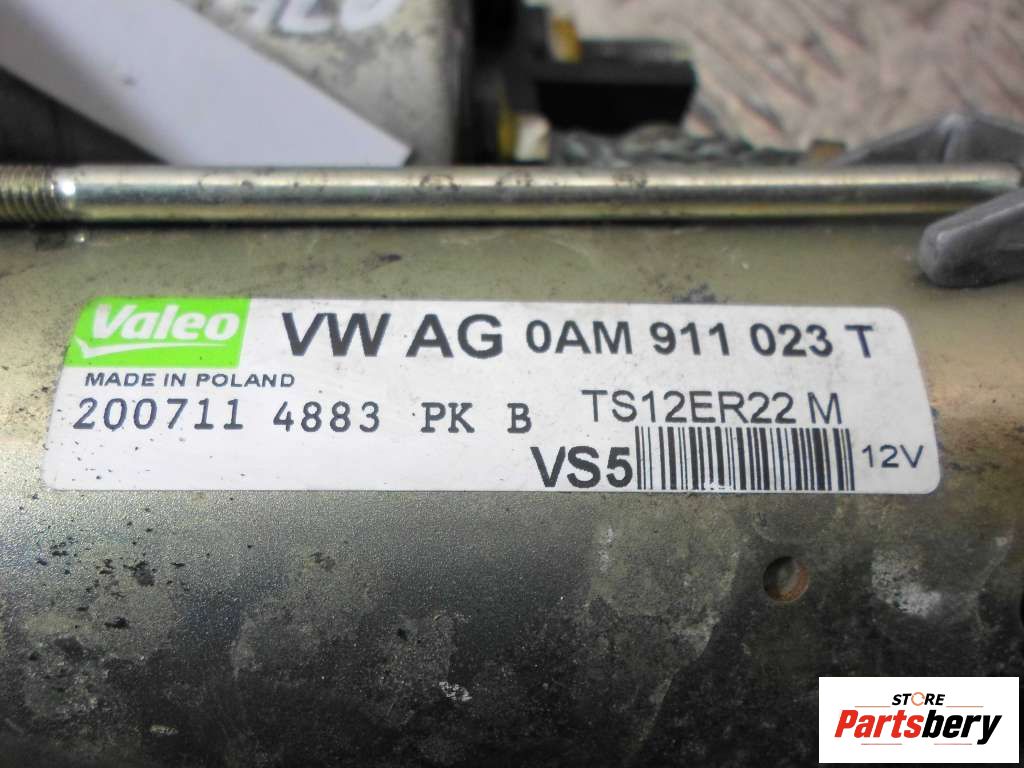 Valeo VW AG 0AM 911 023 T
MADE IN POLAND
200711 4883 PK B TS12ER22 M
VS5 12V
STORE
Partsbery